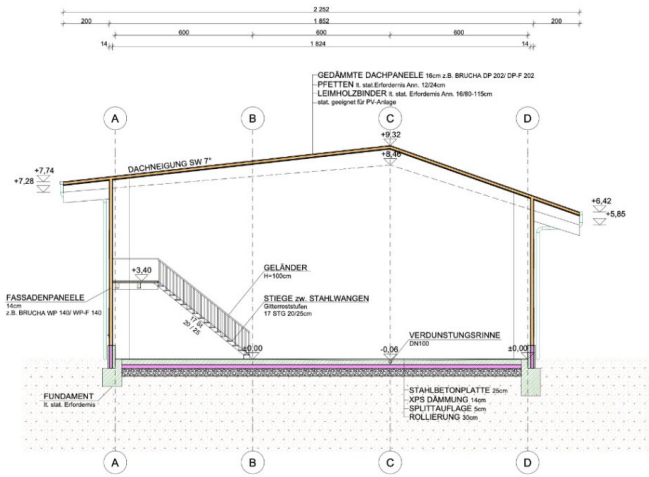 2 252
200 1 852 200
600 600 600
14 1 824 14
GEDÄMMTE DACHPANEELE 16cm z.B. BRUCHA DP 202/ DP-F 202
PFETTEN lt. stat.Erfordernis Ann. 12/24cm
LEIMHOLZBINDER lt. stat. Erfordernis Ann. 16/80-115cm
stat. geeignet für PV-Anlage
A B C D
+9,32
+8,46
DACHNEIGUNG SW 7°
+7,74
+7,28
+6,42
+5,85
+3,40
GELÄNDER
H=100cm
FASSADENPANEELE
14cm
z.B. BRUCHA WP 140/ WP-F 140
STIEGE zw. STAHLWANGEN
Gitterroststufen
17 STG 20/25cm
17 St
20 / 25
VERDUNSTUNGSRINNE
DN100
±0,00 -0,06 ±0,00
STAHLBETONPLATTE 25cm
XPS DÄMMUNG 14cm
SPLITTAUFLAGE 5cm
ROLLIERUNG 30cm
FUNDAMENT
lt. stat. Erfordernis
A B C D